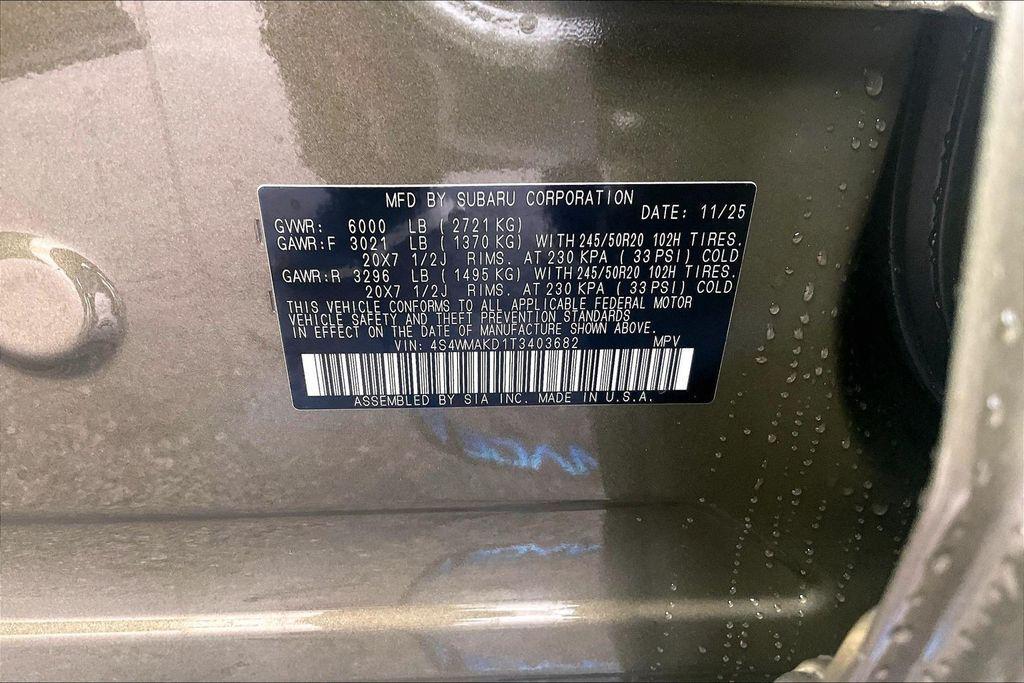 MFD BY SUBARU CORPORATION
DATE: 11/25
GVWR: 6000 LB (2721 KG)
GAWR:F 3021 LB (1370 KG) WITH 245/50R20 102H TIRES.
20X7 1/2J RIMS. AT 230 KPA (33 PSI) COLD
GAWR:R 3296 LB (1495 KG) WITH 245/50R20 102H TIRES.
20X7 1/2J RIMS. AT 230 KPA (33 PSI) COLD
THIS VEHICLE CONFORMS TO ALL APPLICABLE FEDERAL MOTOR
VEHICLE SAFETY AND THEFT PREVENTION STANDARDS
IN EFFECT ON THE DATE OF MANUFACTURE SHOWN ABOVE.
VIN: 4S4WMAKD1T3403682 MPV
ASSEMBLED BY SIA INC. MADE IN U.S.A.